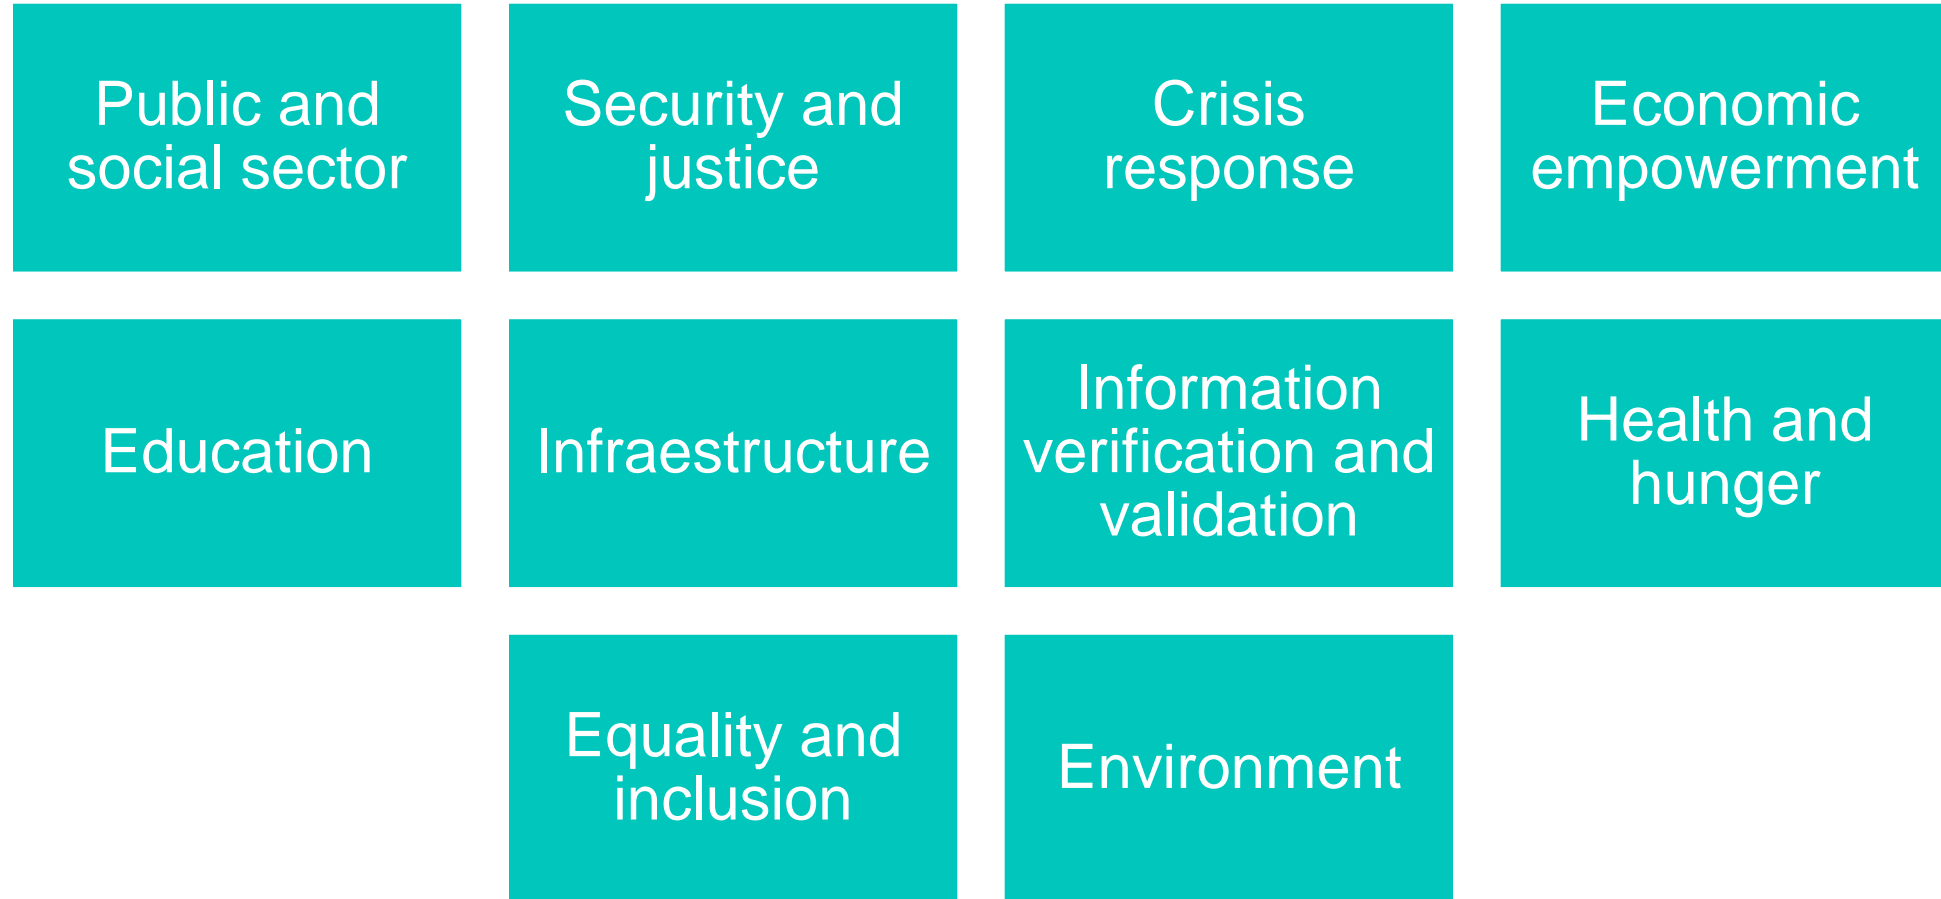 Public and
social sector
Security and
justice
Crisis
response
Economic
empowerment
Education
Infraestructure
Information
verification and
validation
Health and
hunger
Equality and
inclusion
Environment